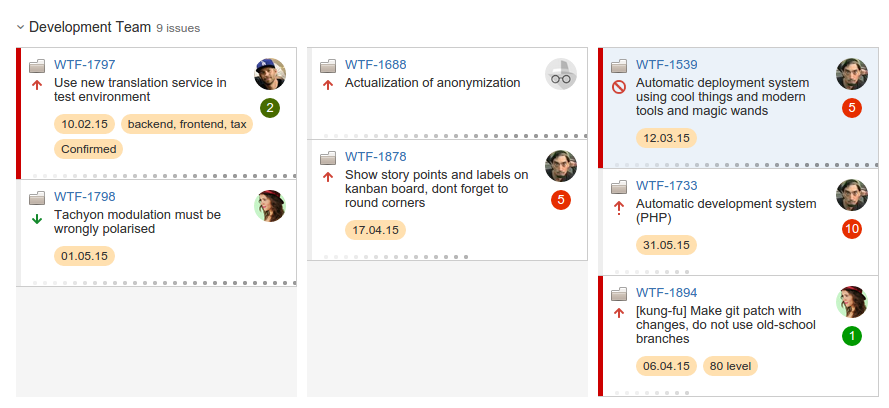 Development Team 9 issues
WTF-1797
Use new translation service in
test environment
2
10.02.15 backend, frontend, tax
Confirmed
WTF-1798
Tachyon modulation must be
wrongly polarised
01.05.15
WTF-1688
Actualization of anonymization
WTF-1878
Show story points and labels on
kanban board, dont forget to
round corners
5
17.04.15
WTF-1539
Automatic deployment system
using cool things and modern
tools and magic wands
5
12.03.15
WTF-1733
Automatic development system
(PHP)
10
31.05.15
WTF-1894
[kung-fu] Make git patch with
changes, do not use old-school
branches
1
06.04.15 80 level